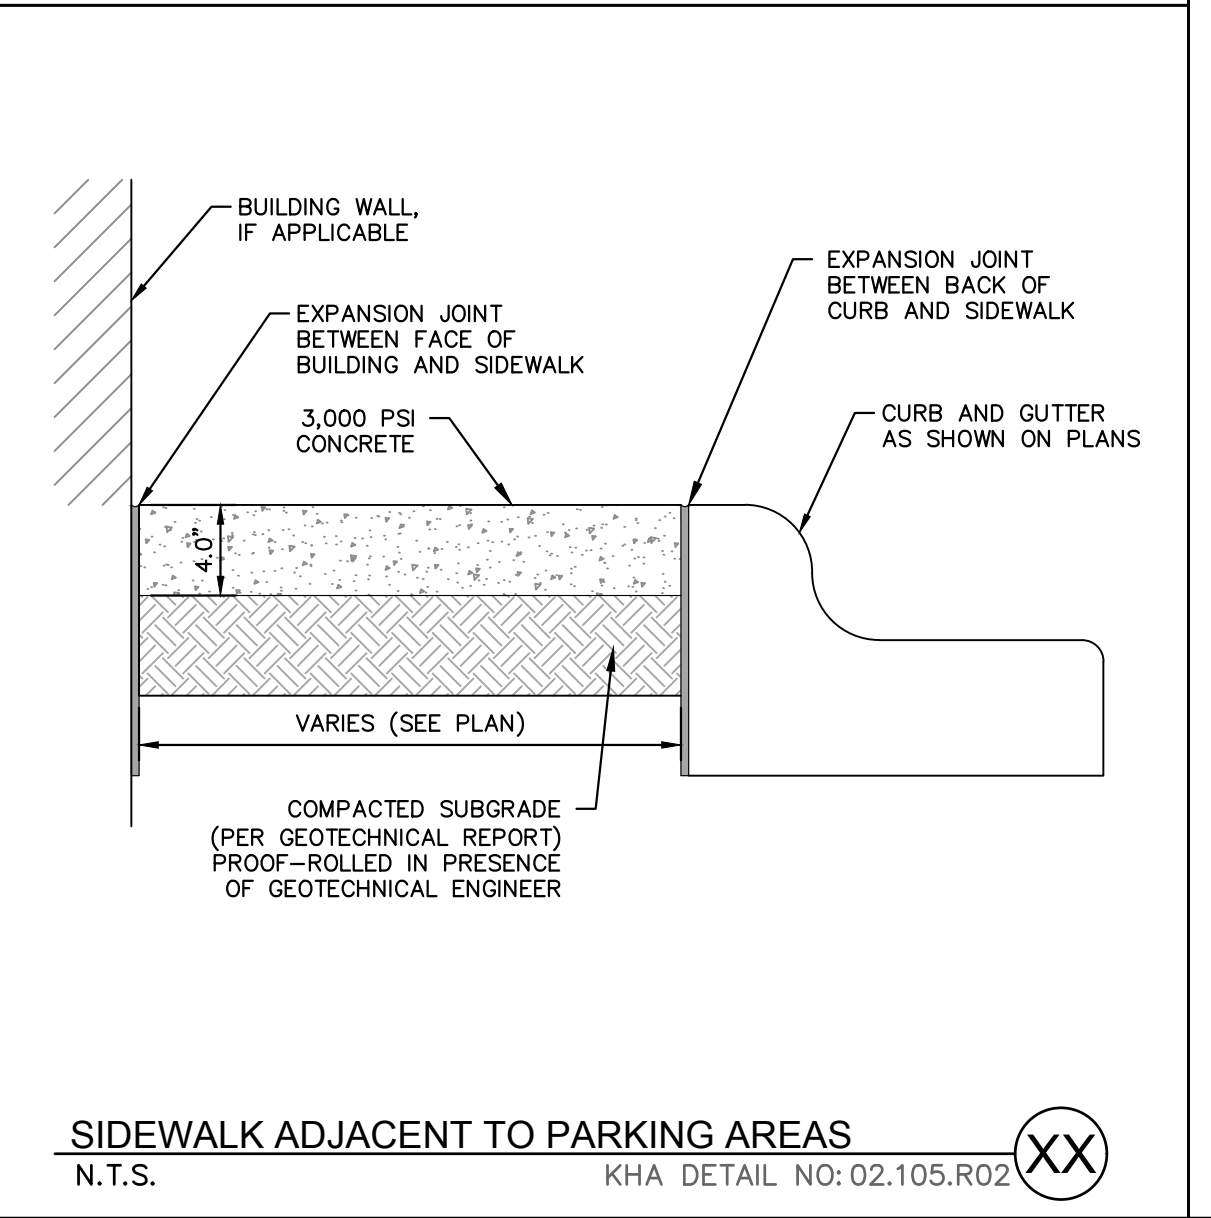 BUILDING WALL,
IF APPLICABLE
EXPANSION JOINT
BETWEEN BACK OF
CURB AND SIDEWALK
EXPANSION JOINT
BETWEEN FACE OF
BUILDING AND SIDEWALK
3,000 PSI
CONCRETE
CURB AND GUTTER
AS SHOWN ON PLANS
4.0"
VARIES (SEE PLAN)
COMPACTED SUBGRADE
(PER GEOTECHNICAL REPORT)
PROOF-ROLLED IN PRESENCE
OF GEOTECHNICAL ENGINEER
SIDEWALK ADJACENT TO PARKING AREAS
XX
N.T.S.
KHA DETAIL NO: 02.105.R02